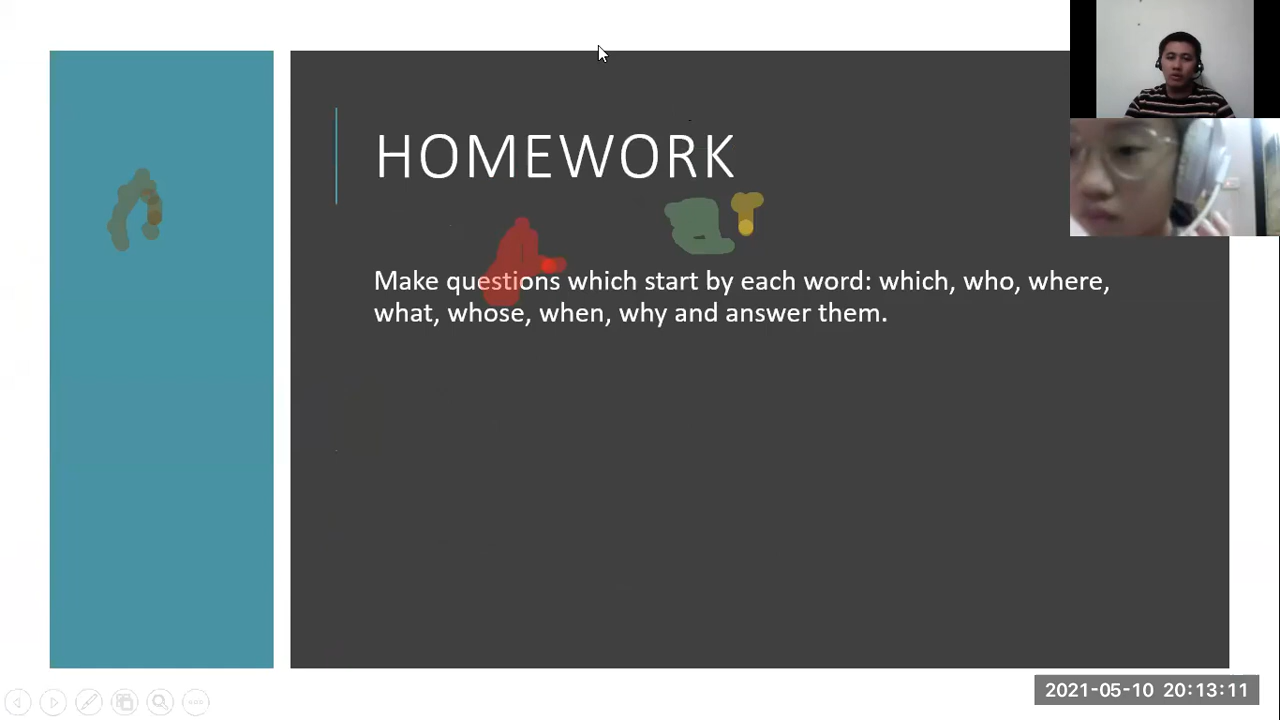 HOMEWORK
Make questions which start by each word: which, who, where,
what, whose, when, why and answer them.
2021-05-10 20:13:11